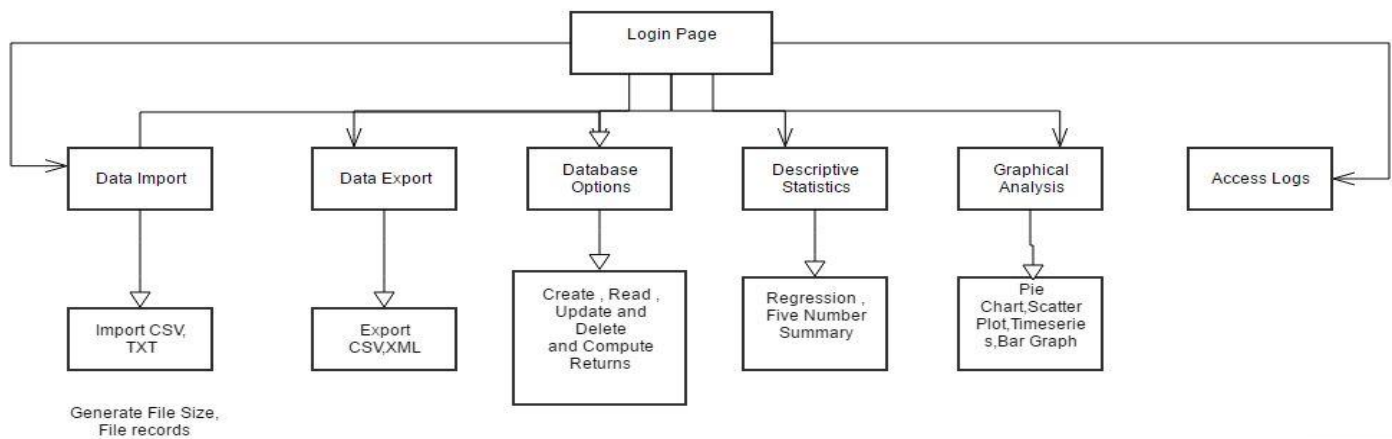 Login Page
Data Import
Data Export
Database
Options
Descriptive
Statistics
Graphical
Analysis
Access Logs
Import CSV,
TXT
Export
CSV,XML
Create , Read ,
Update and
Delete
and Compute
Returns
Regression ,
Five Number
Summary
Pie
Chart,Scatter
Plot,Timeserie
s,Bar Graph
Generate File Size,
File records